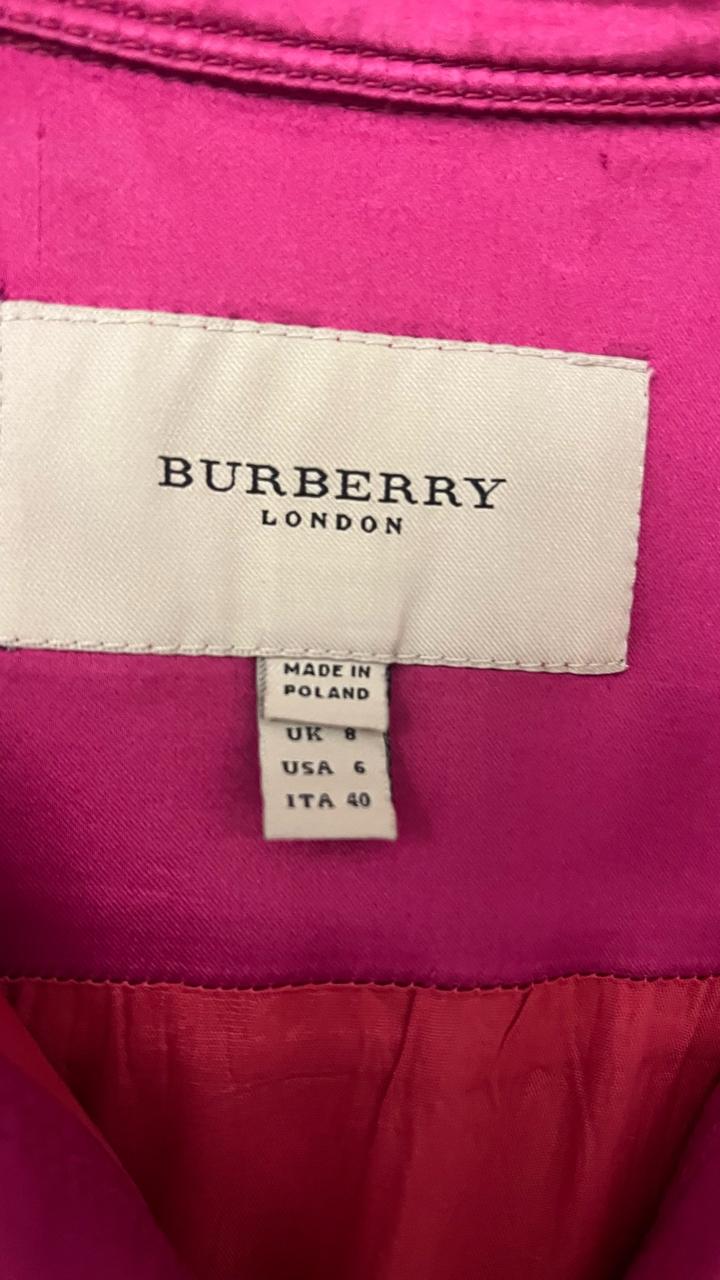 BURBERRY
LONDON
MADE IN
POLAND
UK 8
USA 6
ITA 40